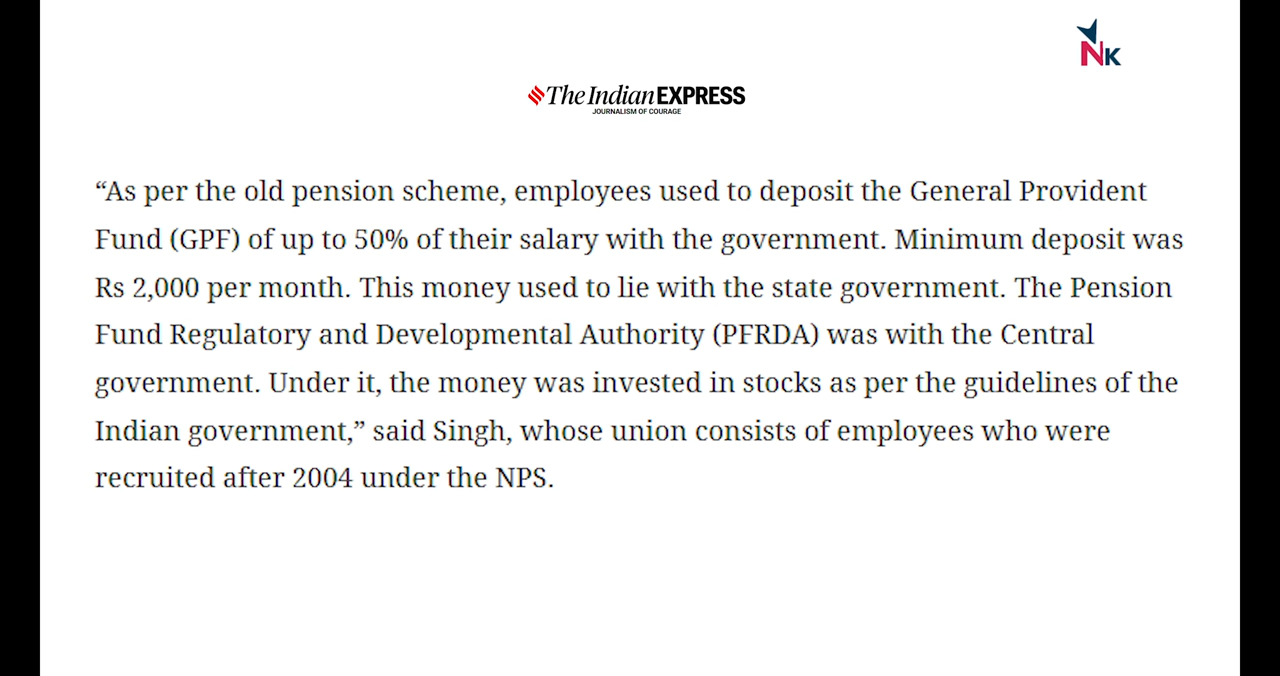 NK
The Indian EXPRESS
JOURNALISM OF COURAGE
“As per the old pension scheme, employees used to deposit the General Provident
Fund (GPF) of up to 50% of their salary with the government. Minimum deposit was
Rs 2,000 per month. This money used to lie with the state government. The Pension
Fund Regulatory and Developmental Authority (PFRDA) was with the Central
government. Under it, the money was invested in stocks as per the guidelines of the
Indian government,” said Singh, whose union consists of employees who were
recruited after 2004 under the NPS.